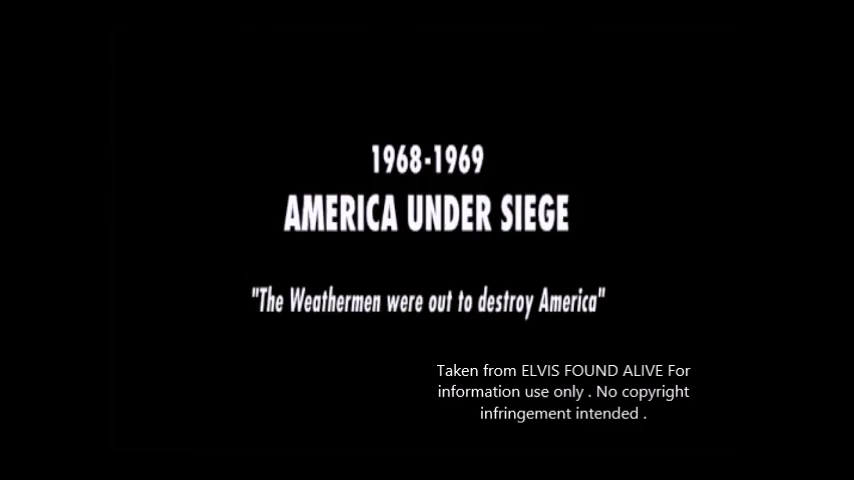 1968-1969
AMERICA UNDER SIEGE
"The Weathermen were out to destroy America"
Taken from ELVIS FOUND ALIVE For
information use only . No copyright
infringement intended .